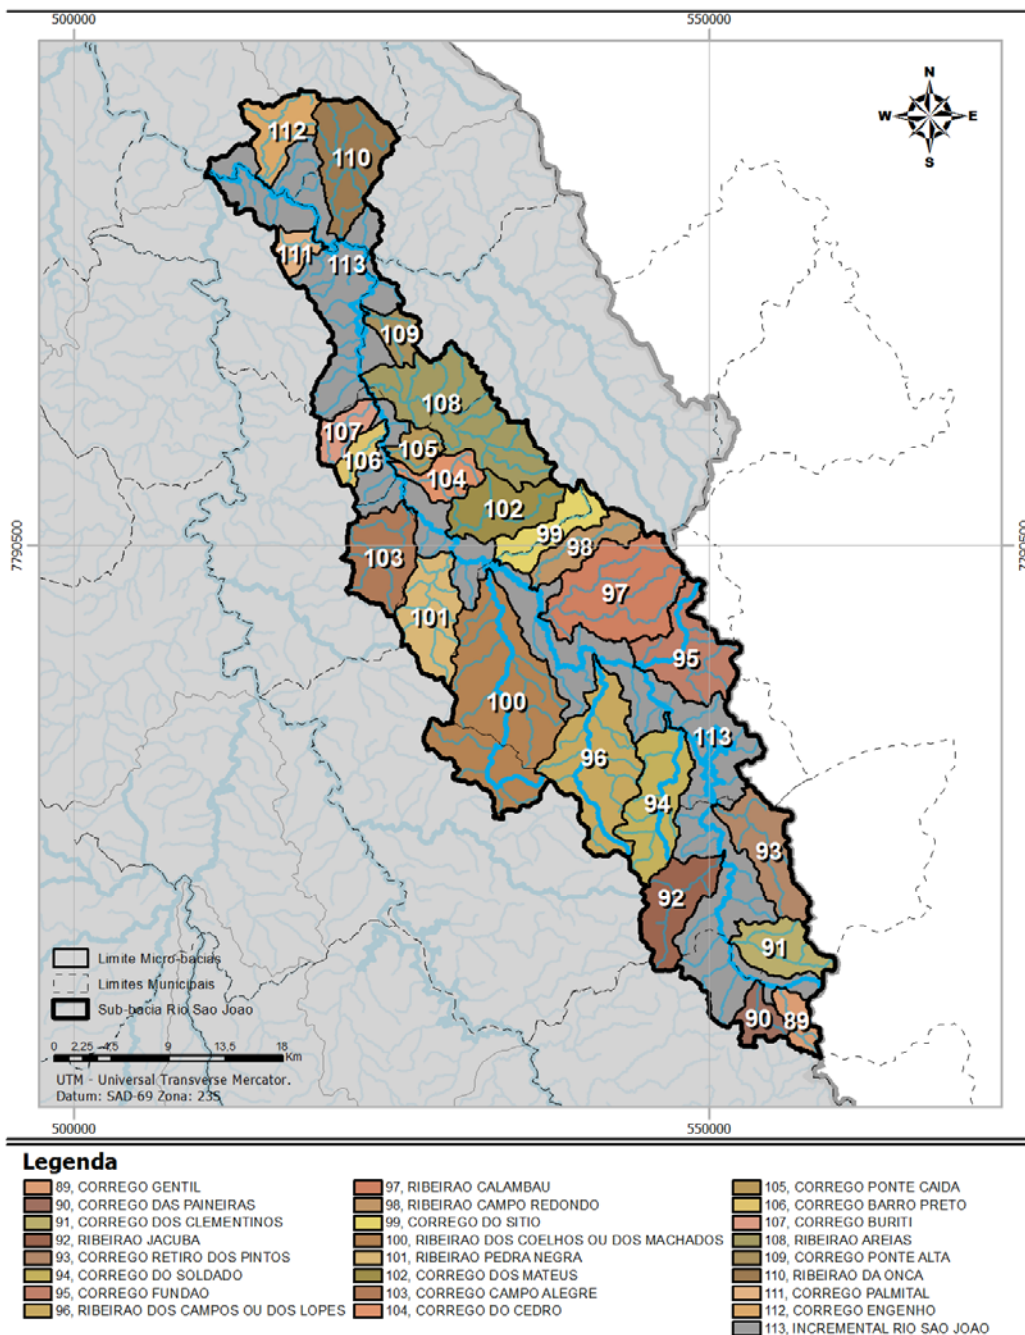 500000
550000
N
W
E
S
112
110
111
113
109
108
107
105
106
104
102
99
98
103
97
101
95
100
113
96
94
93
92
91
90
89
7790500
7790500
Limite Micro-bacias
Limites Municipais
Sub-bacia Rio Sao Joao
0 2.25 4.5 9 13.5 18
Km
UTM - Universal Transverse Mercator.
Datum: SAD-69 Zona: 23S
500000
550000
Legenda
89, CORREGO GENTIL
90, CORREGO DAS PAINEIRAS
91, CORREGO DOS CLEMENTINOS
92, RIBEIRAO JACUBA
93, CORREGO RETIRO DOS PINTOS
94, CORREGO DO SOLDADO
95, CORREGO FUNDAO
96, RIBEIRAO DOS CAMPOS OU DOS LOPES
97, RIBEIRAO CALAMBAU
98, RIBEIRAO CAMPO REDONDO
99, CORREGO DO SITIO
100, RIBEIRAO DOS COELHOS OU DOS MACHADOS
101, RIBEIRAO PEDRA NEGRA
102, CORREGO DOS MATEUS
103, CORREGO CAMPO ALEGRE
104, CORREGO DO CEDRO
105, CORREGO PONTE CAIDA
106, CORREGO BARRO PRETO
107, CORREGO BURITI
108, RIBEIRAO AREIAS
109, CORREGO PONTE ALTA
110, RIBEIRAO DA ONCA
111, CORREGO PALMITAL
112, CORREGO ENGENHO
113, INCREMENTAL RIO SAO JOAO